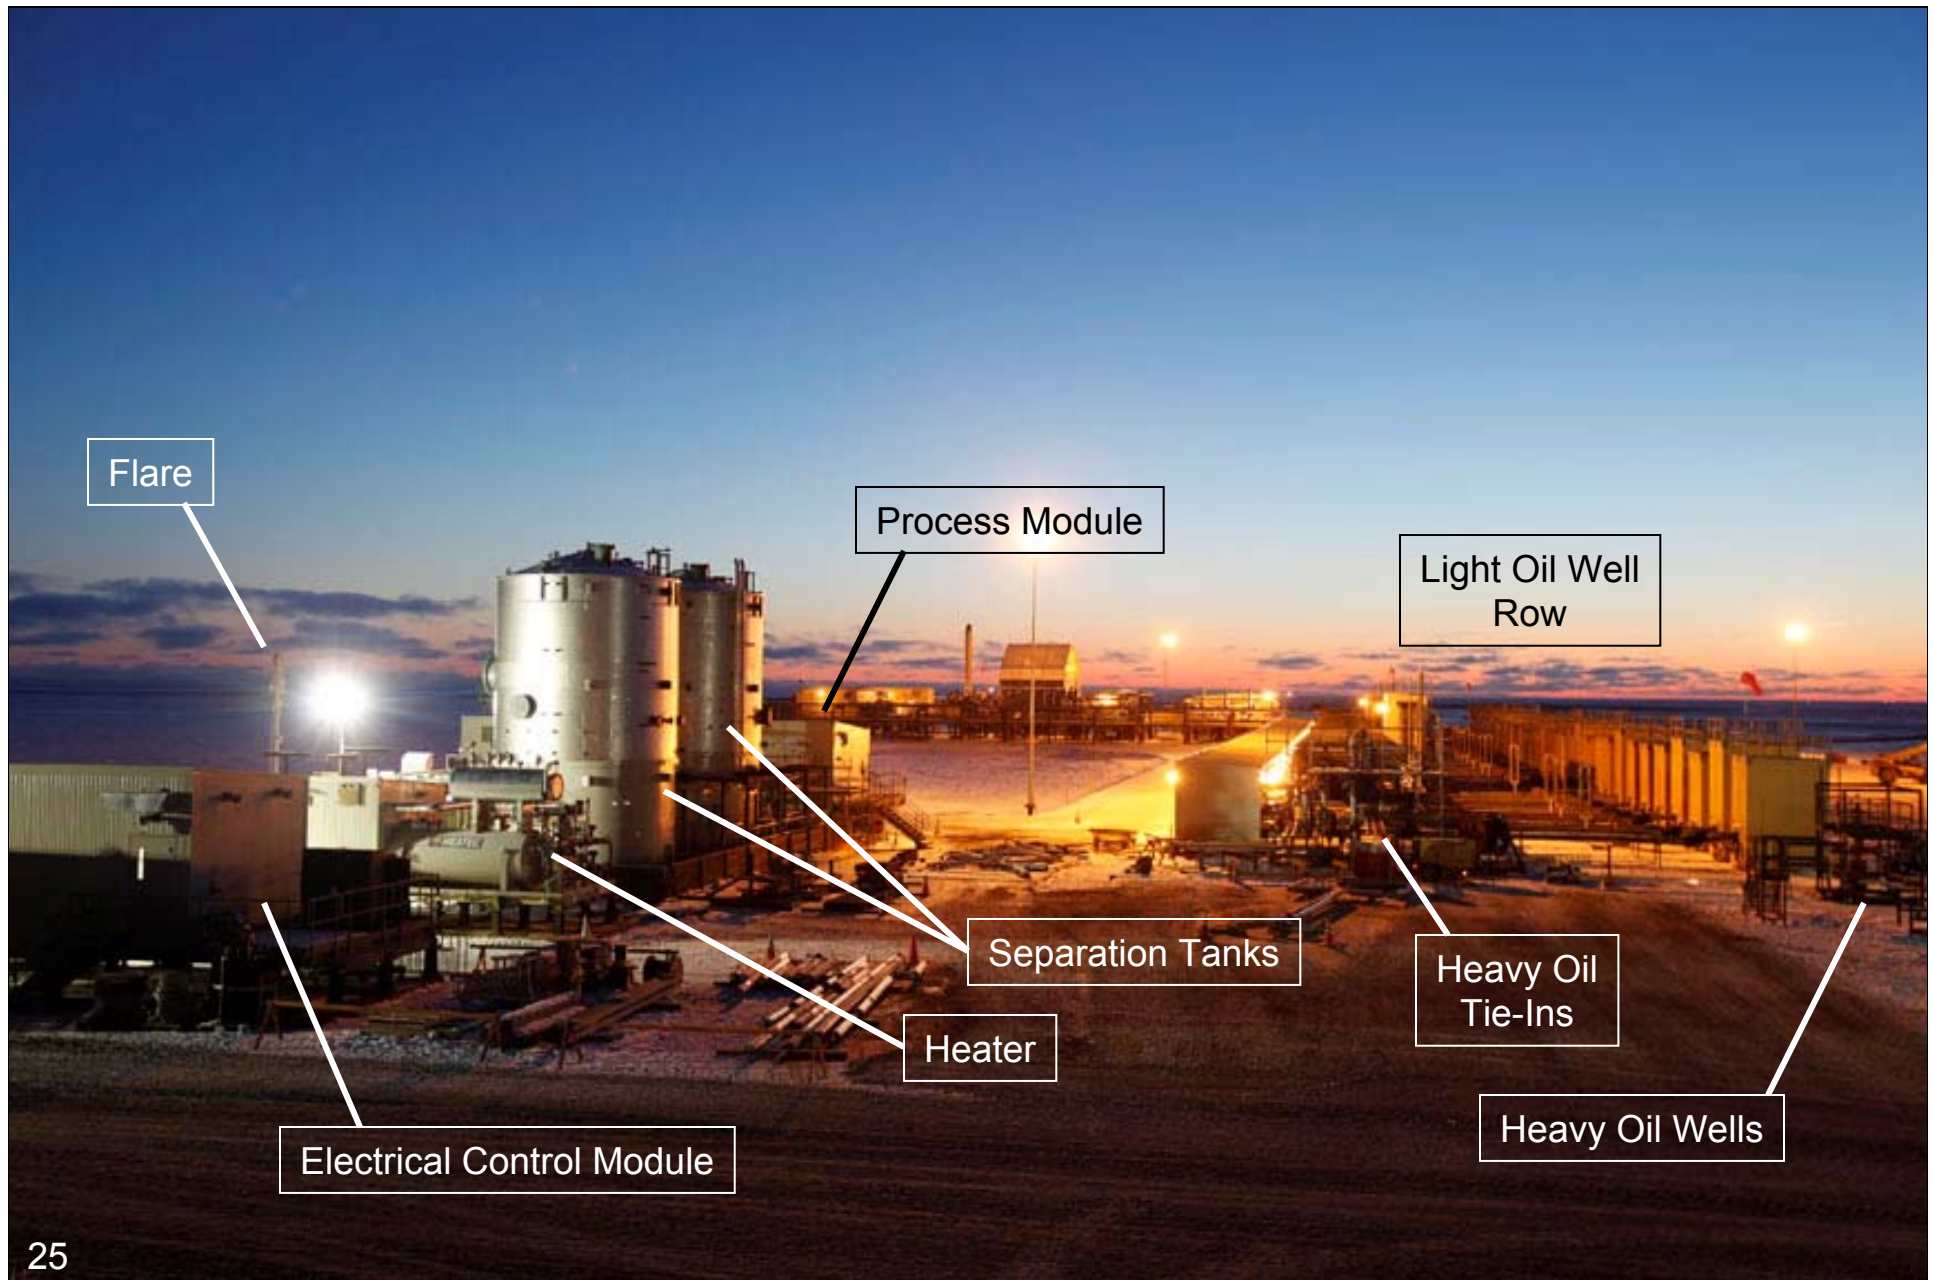 Flare
Process Module
Light Oil Well
Row
Separation Tanks
Heavy Oil
Tie-Ins
Heater
Heavy Oil Wells
Electrical Control Module
25